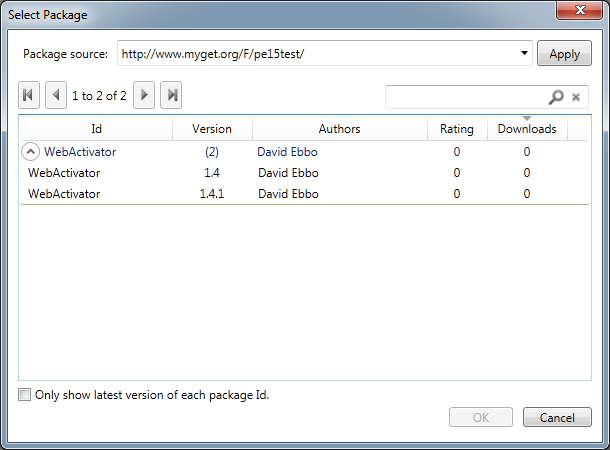 Select Package
Package source: http://www.myget.org/F/pe15test/ Apply
1 to 2 of 2
Id Version Authors Rating Downloads
WebActivator (2) David Ebbo 0 0
WebActivator 1.4 David Ebbo 0 0
WebActivator 1.4.1 David Ebbo 0 0
Only show latest version of each package Id.
OK Cancel